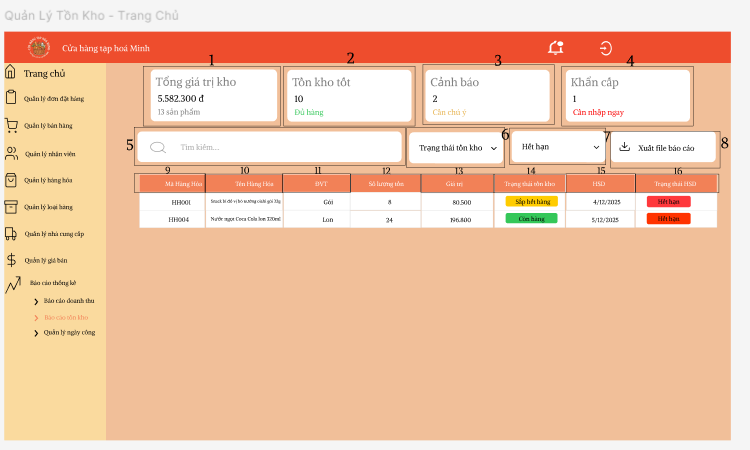 Quản Lý Tồn Kho - Trang Chủ
Cửa hàng tạp hoá Minh
1
2
3
4
Trang chủ
Quản lý đơn đặt hàng
Quản lý bán hàng
Quản lý nhân viên
Quản lý hàng hóa
Quản lý loại hàng
Quản lý nhà cung cấp
Quản lý giá bán
Báo cáo thống kê
Báo cáo doanh thu
Báo cáo tồn kho
Quản lý ngày công
Tổng giá trị kho
5.582.300 đ
13 sản phẩm
Tồn kho tốt
10
Đủ hàng
Cảnh báo
2
Cần chú ý
Khẩn cấp
1
Cần nhập ngay
5
Tìm kiếm...
Trạng thái tồn kho
6
Hết hạn
7
Xuất file báo cáo
8
9 10 11 12 13 14 15 16
Mã Hàng Hóa Tên Hàng Hóa ĐVT Số lượng tồn Giá trị Trạng thái tồn kho HSD Trạng thái HSD
HH001 Snack bí đỏ vị bò nướng Oishi gói 33g Gói 8 80.500 Sắp hết hàng 4/12/2025 Hết hạn
HH004 Nước ngọt Coca Cola lon 320ml Lon 24 196.800 Còn hàng 5/12/2025 Hết hạn